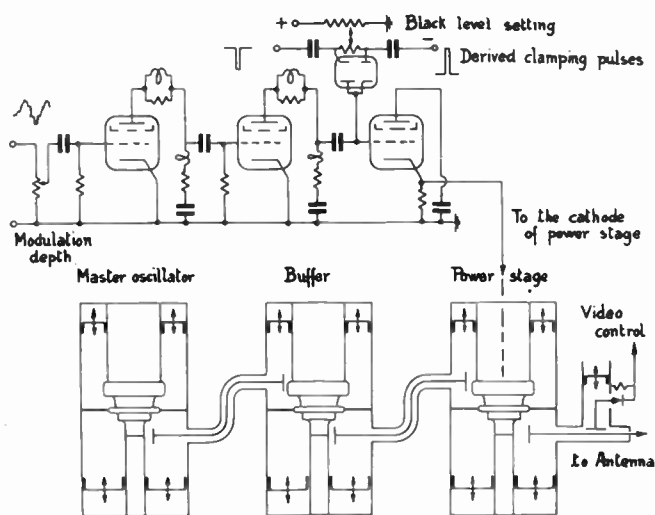 +
Black level setting
−
Derived clamping pulses
Modulation
depth
To the cathode
of power stage
Master oscillator
Buffer
Power stage
Video
control
to Antenna